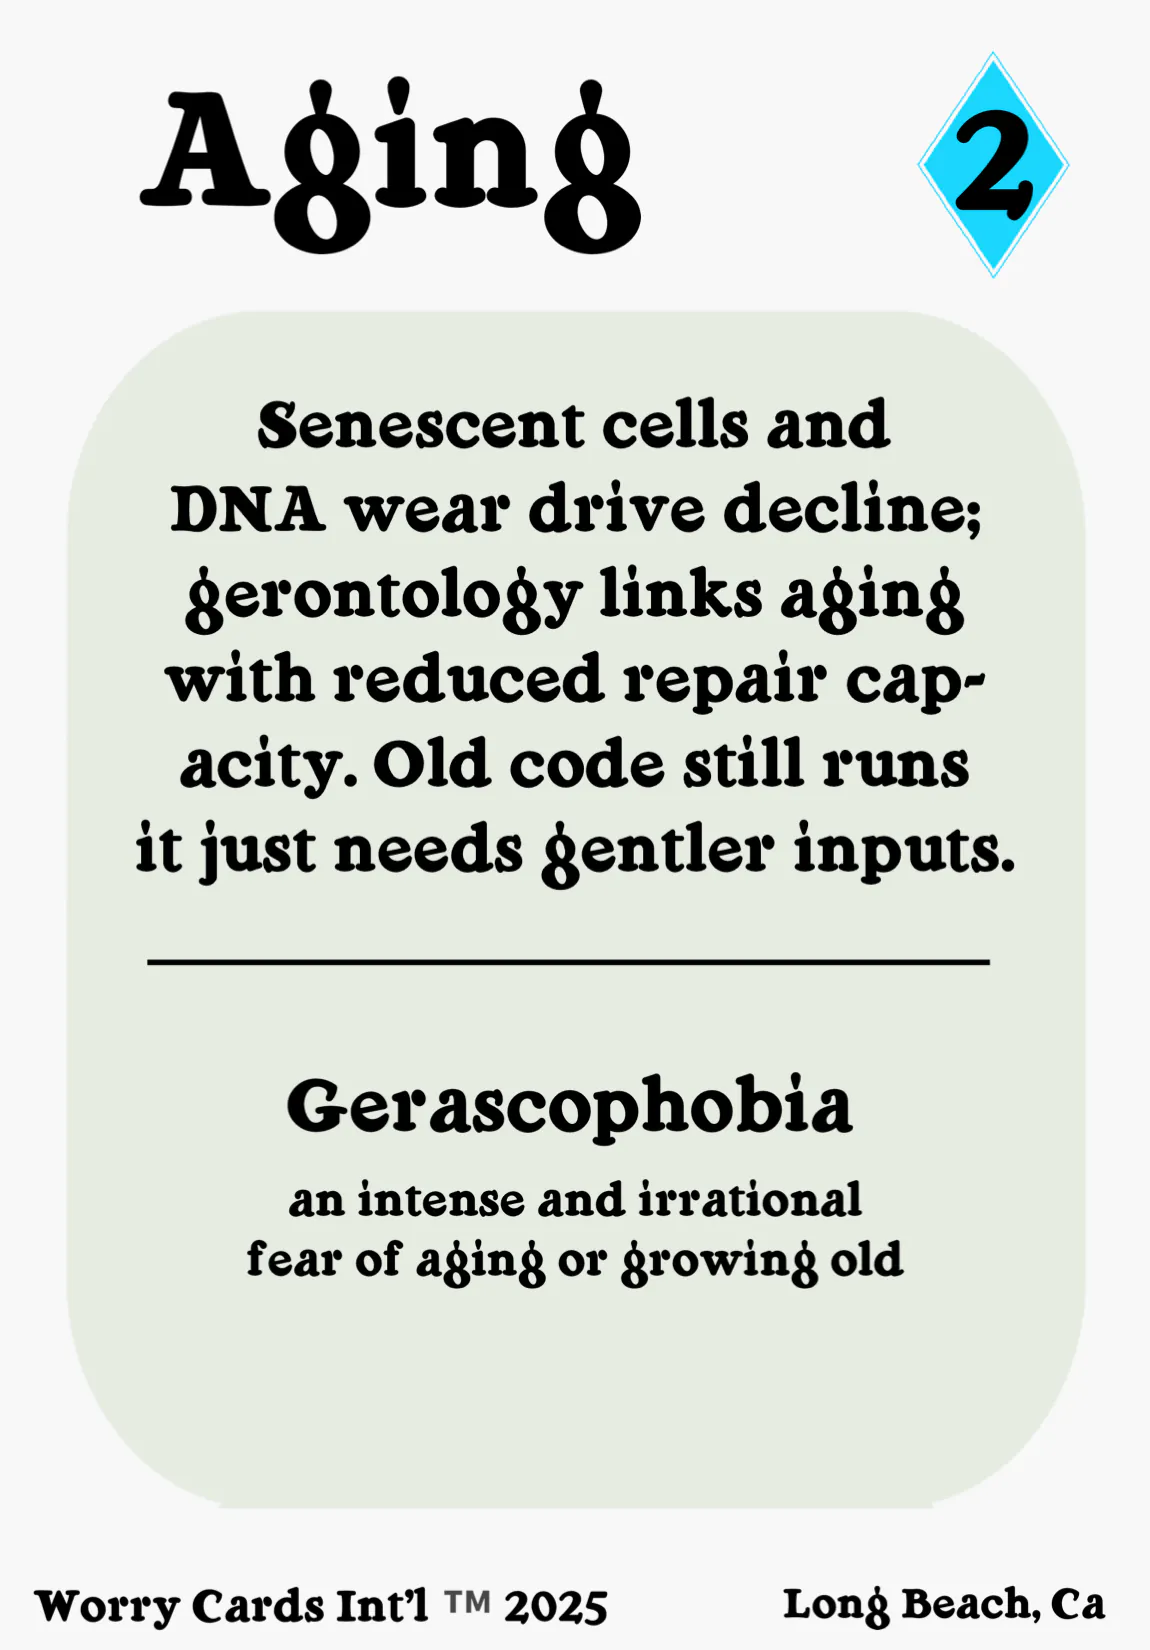 Aging
2
Senescent cells and
DNA wear drive decline;
gerontology links aging
with reduced repair cap-
acity. Old code still runs
it just needs gentler inputs.
Gerascophobia
an intense and irrational
fear of aging or growing old
Worry Cards Int'l ™ 2025
Long Beach, Ca